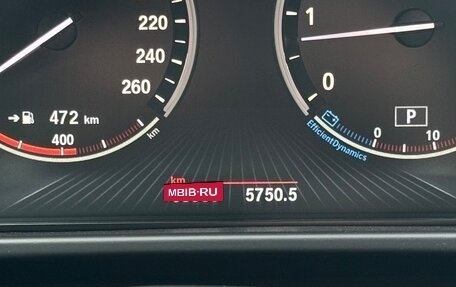 220
240
260
472 km
400
km
1
0
P
0 10
EfficientDynamics
km
MBIB·RU
5750.5